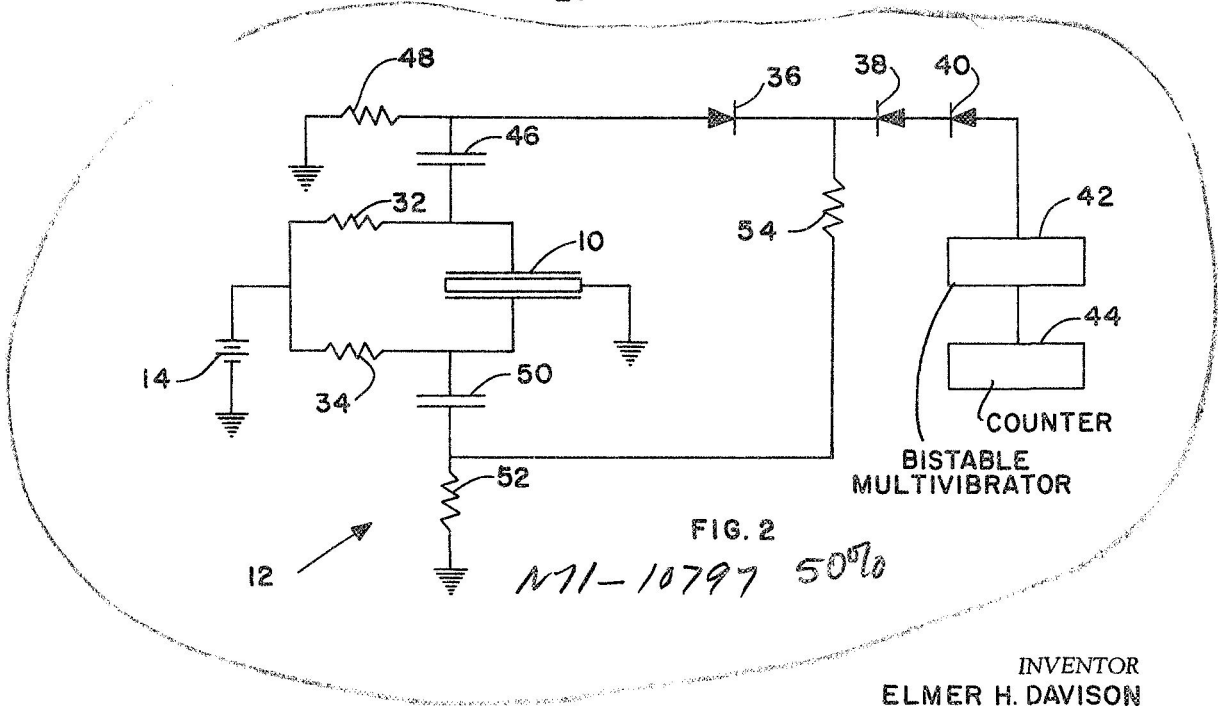 48
36
38
40
46
32
42
10
54
44
14
34
50
COUNTER
BISTABLE
MULTIVIBRATOR
52
FIG. 2
12
N71-10797 50%
INVENTOR
ELMER H. DAVISON